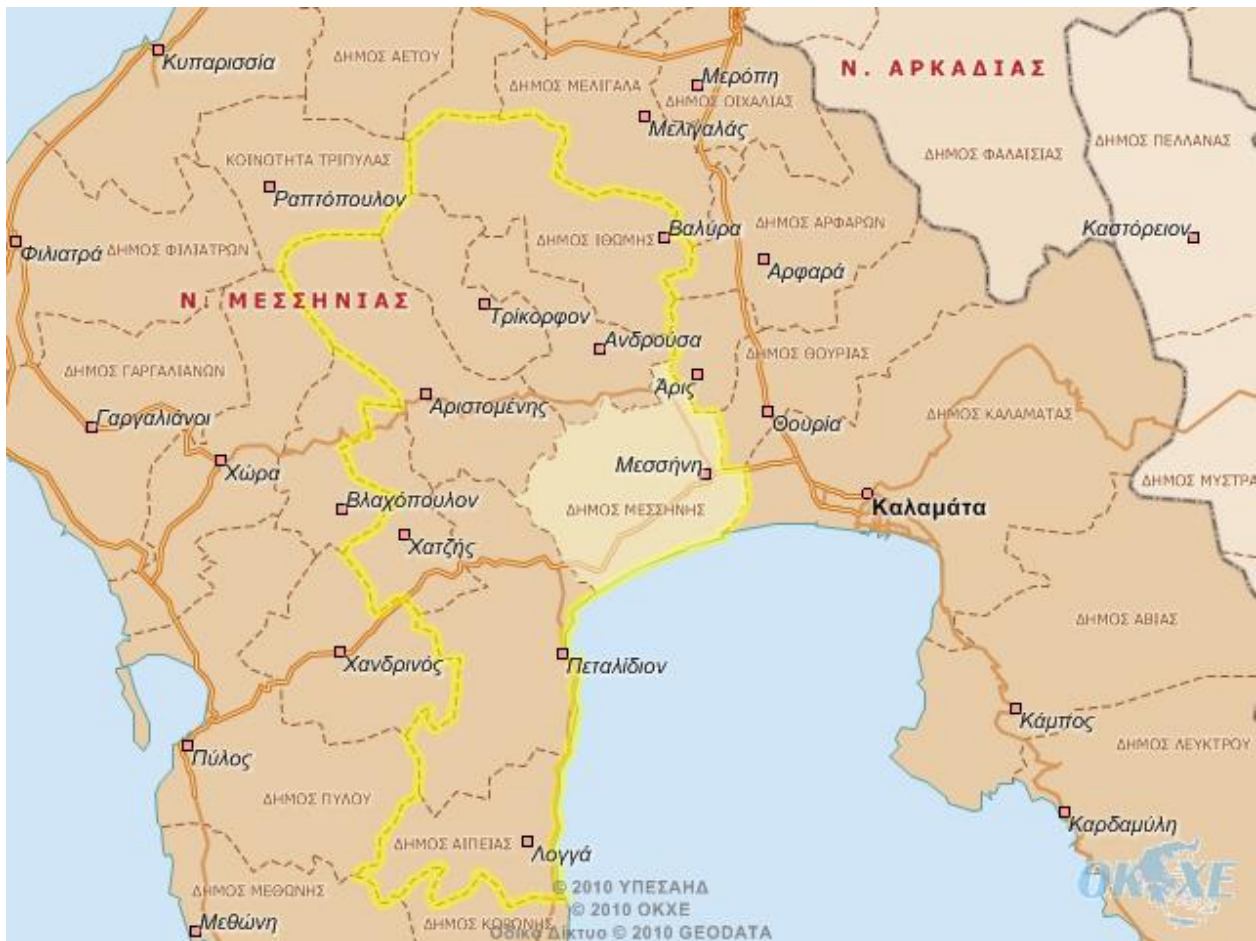 Κυπαρισσία
ΔΗΜΟΣ ΑΕΤΟΥ
ΔΗΜΟΣ ΜΕΛΙΓΑΛΑ
Μερόπη
Ν. ΑΡΚΑΔΙΑΣ
ΔΗΜΟΣ ΟΙΧΑΛΙΑΣ
Μελιγαλάς
ΔΗΜΟΣ ΠΕΛΛΑΝΑΣ
ΔΗΜΟΣ ΦΑΛΑΙΣΙΑΣ
ΚΟΙΝΟΤΗΤΑ ΤΡΙΠΥΛΑΣ
Ραπτόπουλον
ΔΗΜΟΣ ΑΡΦΑΡΩΝ
Βαλύρα
Καστόρειον
ΔΗΜΟΣ ΙΘΩΜΗΣ
Φιλιατρά
ΔΗΜΟΣ ΦΙΛΙΑΤΡΩΝ
Αρφαρά
Ν. ΜΕΣΣΗΝΙΑΣ
Τρίκορφον
Ανδρούσα
ΔΗΜΟΣ ΘΟΥΡΙΑΣ
ΔΗΜΟΣ ΓΑΡΓΑΛΙΑΝΩΝ
Άρις
Αριστομένης
Γαργαλιάνοι
Θουρία
ΔΗΜΟΣ ΚΑΛΑΜΑΤΑΣ
Χώρα
Μεσσήνη
ΔΗΜΟΣ ΜΥΣΤΡΑ
Βλαχόπουλον
ΔΗΜΟΣ ΜΕΣΣΗΝΗΣ
Καλαμάτα
Χατζής
ΔΗΜΟΣ ΑΒΙΑΣ
Χανδρινός
Πεταλίδιον
Κάμπος
Πύλος
ΔΗΜΟΣ ΛΕΥΚΤΡΟΥ
ΔΗΜΟΣ ΠΥΛΟΥ
Καρδαμύλη
ΔΗΜΟΣ ΑΙΠΕΙΑΣ
Λογγά
ΔΗΜΟΣ ΜΕΘΩΝΗΣ
© 2010 ΥΠΕΣΑΗΔ
ΟΚΧΕ
© 2010 ΟΚΧΕ
Μεθώνη
ΔΗΜΟΣ ΚΟΡΩΝΗΣ
Οδικό Δίκτυο © 2010 GEODATA